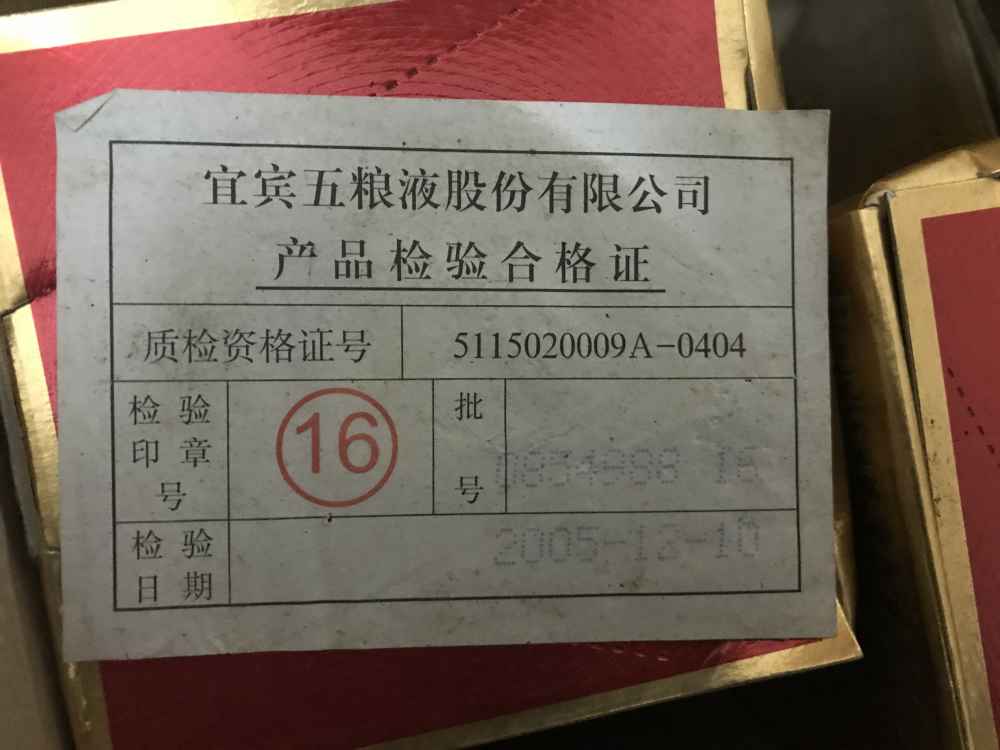 宜宾五粮液股份有限公司
产品检验合格证
质检资格证号
5115020009A-0404
检验
印章
号
16
批
号
检验
日期
2005-12-10